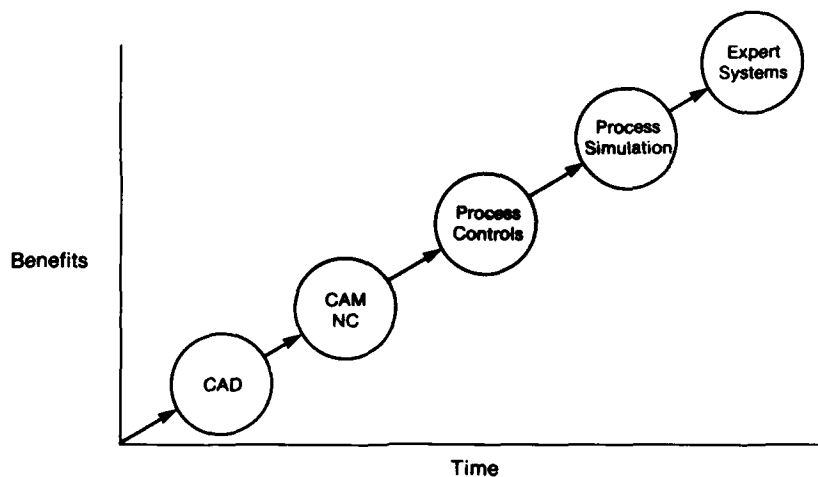 Expert
Systems
Process
Simulation
Process
Controls
Benefits
CAM
NC
CAD
Time